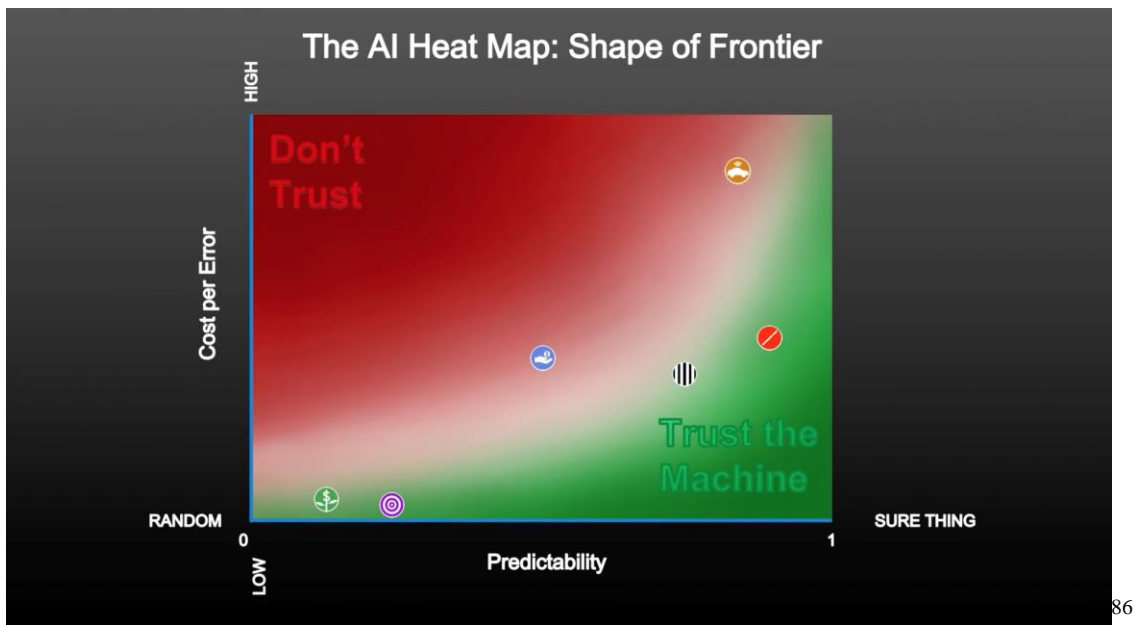 The AI Heat Map: Shape of Frontier
HIGH
Don't
Trust
Cost per Error
$
Trust the
Machine
RANDOM
SURE THING
0
1
LOW
Predictability
86